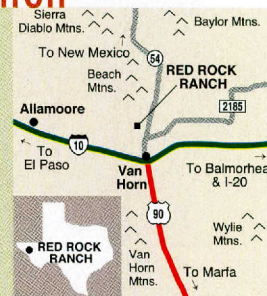 Sierra
Diablo Mtns.
Baylor Mtns.
To New Mexico
54
Beach
Mtns.
RED ROCK
RANCH
2185
Allamoore
10
To
El Paso
Van
Horn
To Balmorhea
& I-20
90
RED ROCK
RANCH
Van
Horn
Mtns.
Wylie
Mtns.
To Marfa